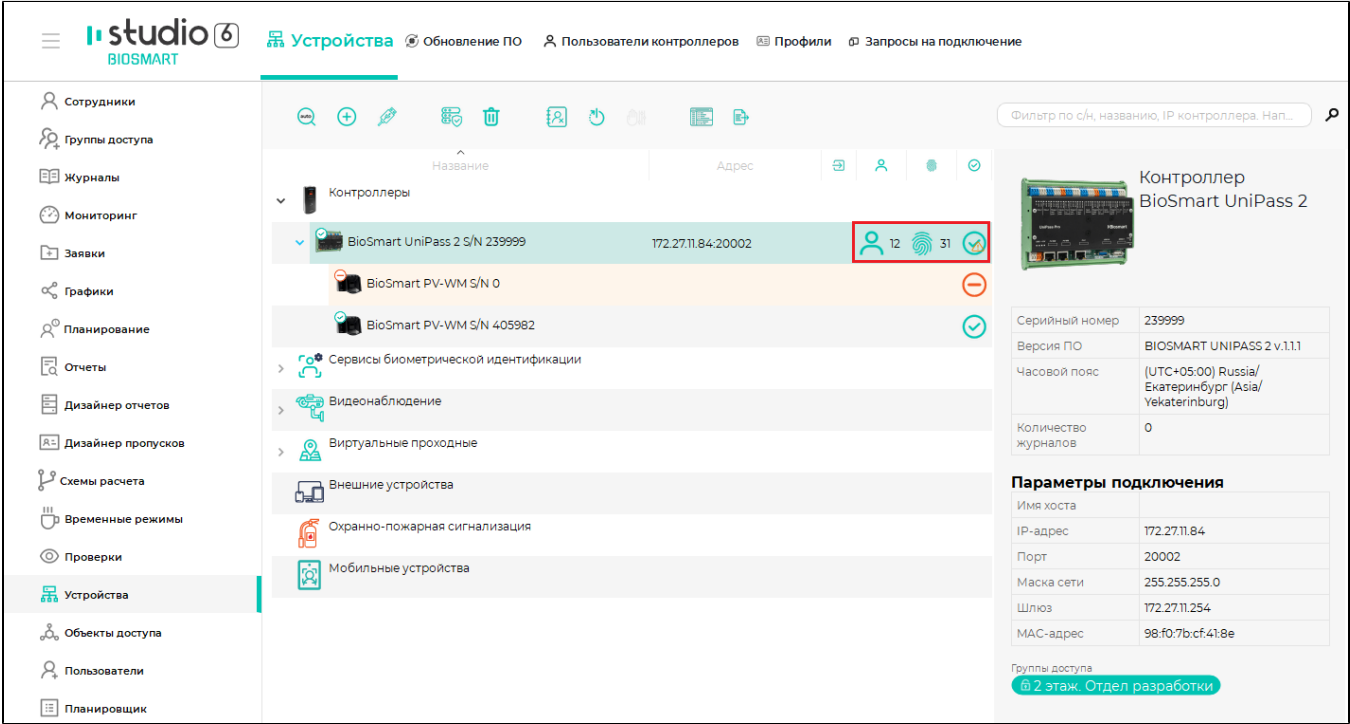 studio 6
BIOSMART
Устройства
Обновление ПО
Пользователи контроллеров
Профили
Запросы на подключение
Сотрудники
Группы доступа
Журналы
Мониторинг
Заявки
Графики
Планирование
Отчеты
Дизайнер отчетов
Дизайнер пропусков
Схемы расчета
Временные режимы
Проверки
Устройства
Объекты доступа
Пользователи
Планировщик
auto
Фильтр по с/н, названию, IP контроллера. Нап...
Название
Адрес
Контроллеры
BioSmart UniPass 2 S/N 239999
172.27.11.84:20002
12
31
BioSmart PV-WM S/N 0
BioSmart PV-WM S/N 405982
Сервисы биометрической идентификации
Видеонаблюдение
Виртуальные проходные
Внешние устройства
Охранно-пожарная сигнализация
Мобильные устройства
Контроллер
BioSmart UniPass 2
Серийный номер
239999
Версия ПО
BIOSMART UNIPASS 2 v.1.1.1
Часовой пояс
(UTC+05:00) Russia/
Екатеринбург (Asia/
Yekaterinburg)
Количество
журналов
0
Параметры подключения
Имя хоста
IP-адрес
172.27.11.84
Порт
20002
Маска сети
255.255.255.0
Шлюз
172.27.11.254
MAC-адрес
98:f0:7b:cf:41:8e
Группы доступа
2 этаж. Отдел разработки